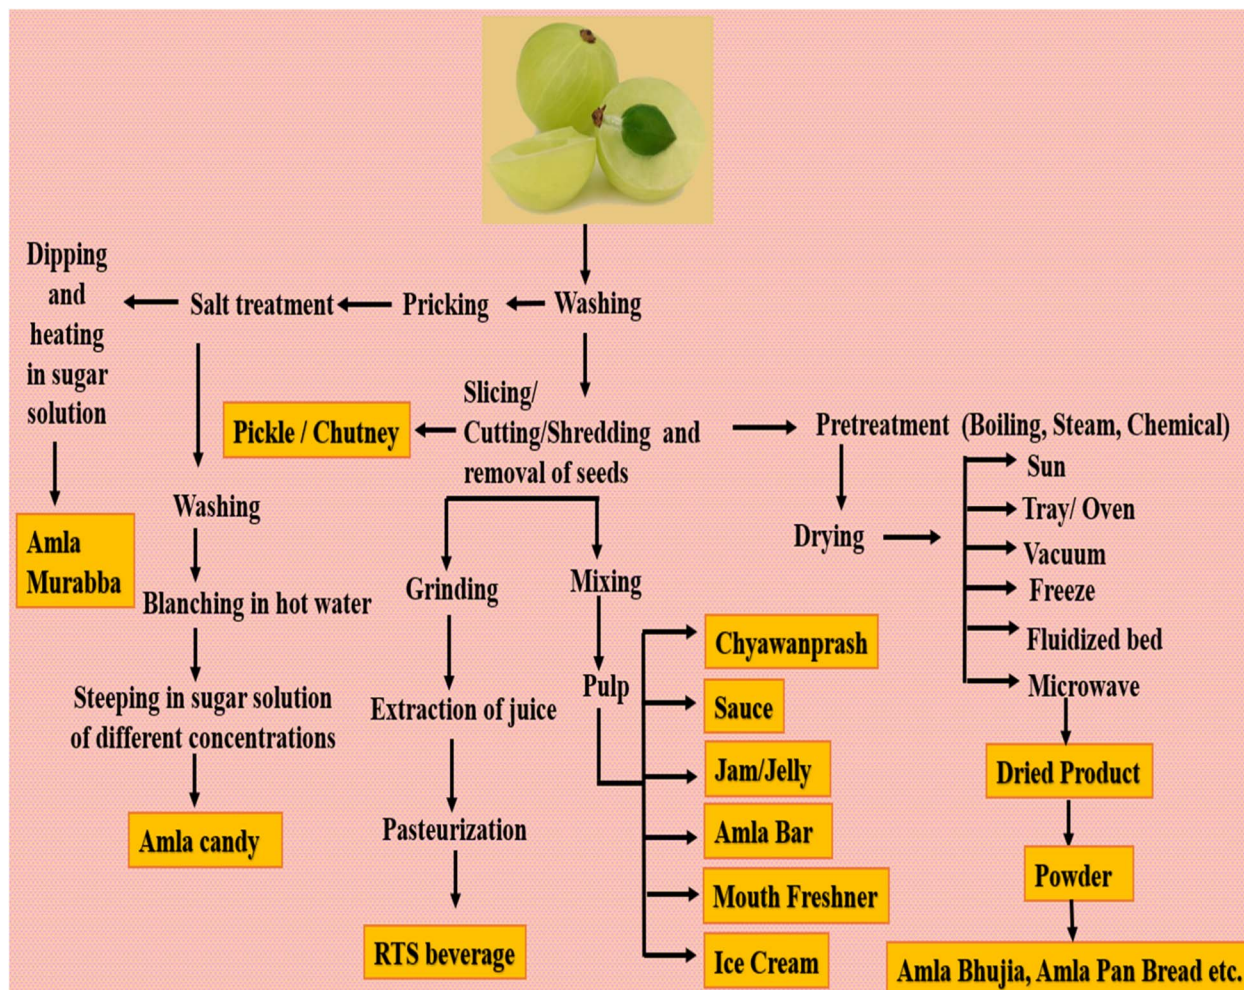 Dipping
and
heating
in sugar
solution
Salt treatment
Pricking
Washing
Slicing/
Cutting/Shredding and
removal of seeds
Pickle / Chutney
Pretreatment (Boiling, Steam, Chemical)
Sun
Tray/ Oven
Vacuum
Freeze
Fluidized bed
Microwave
Drying
Amla
Murabba
Washing
Blanching in hot water
Steeping in sugar solution
of different concentrations
Amla candy
Grinding
Extraction of juice
Pasteurization
RTS beverage
Mixing
Pulp
Chyawanprash
Sauce
Jam/Jelly
Amla Bar
Mouth Freshner
Ice Cream
Dried Product
Powder
Amla Bhujia, Amla Pan Bread etc.